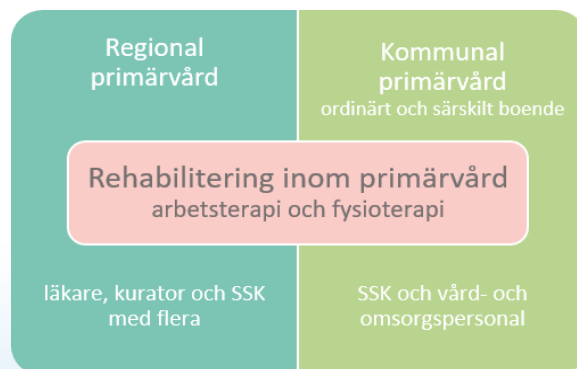 Regional
primärvård
Kommunal
primärvård
ordinärt och särskilt boende
Rehabilitering inom primärvård
arbetsterapi och fysioterapi
läkare, kurator och SSK
med flera
SSK och vård- och
omsorgspersonal